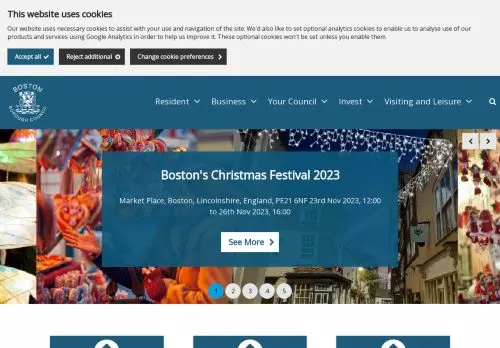 This website uses cookies
Our website uses necessary cookies to assist with your use and navigation of the site. We'd also like to set optional analytics cookies to enable us to analyse use of our
products and services using Google Analytics in order to help us improve it. These optional cookies won't be set unless you enable them.
Accept all
Reject additional
Change cookie preferences
BOSTON
BOROUGH COUNCIL
Resident
Business
Your Council
Invest
Visiting and Leisure
Boston's Christmas Festival 2023
Market Place, Boston, Lincolnshire, England, PE21 6NF 23rd Nov 2023, 12:00
to 26th Nov 2023, 16:00
See More
1 2 3 4 5